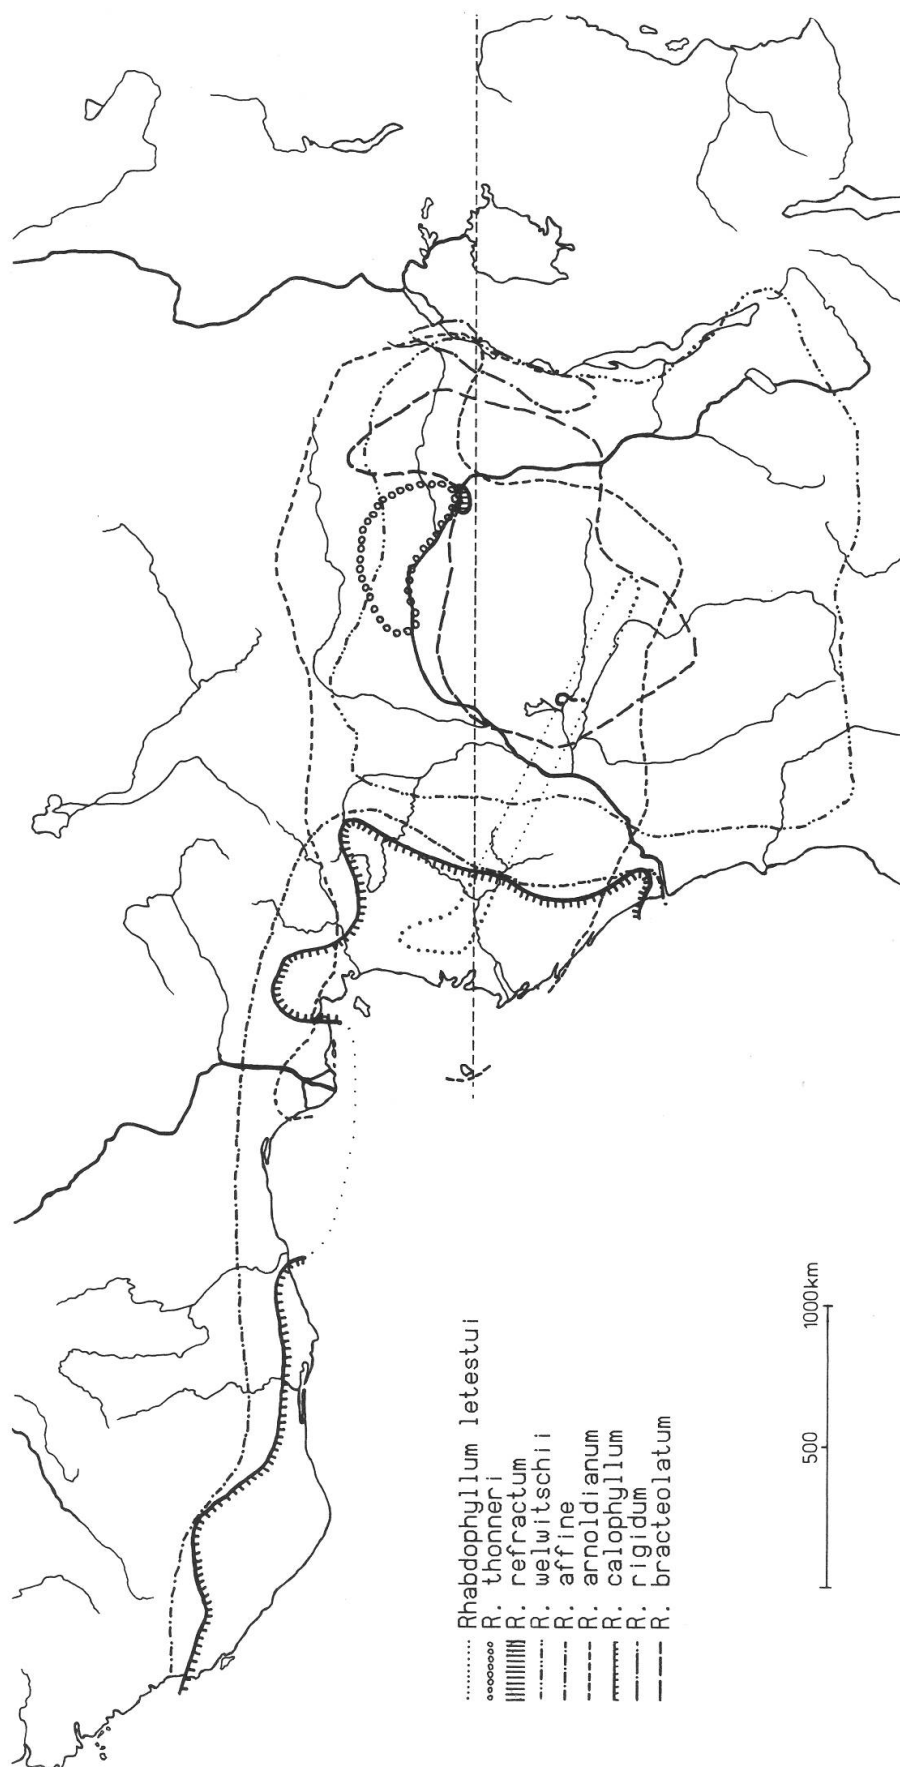 Rhabdophyllum letestui
R. thonneri
R. refractum
R. welwitschii
R. affine
R. arnoldianum
R. calophyllum
R. rigidum
R. bracteolatum
500
1000km